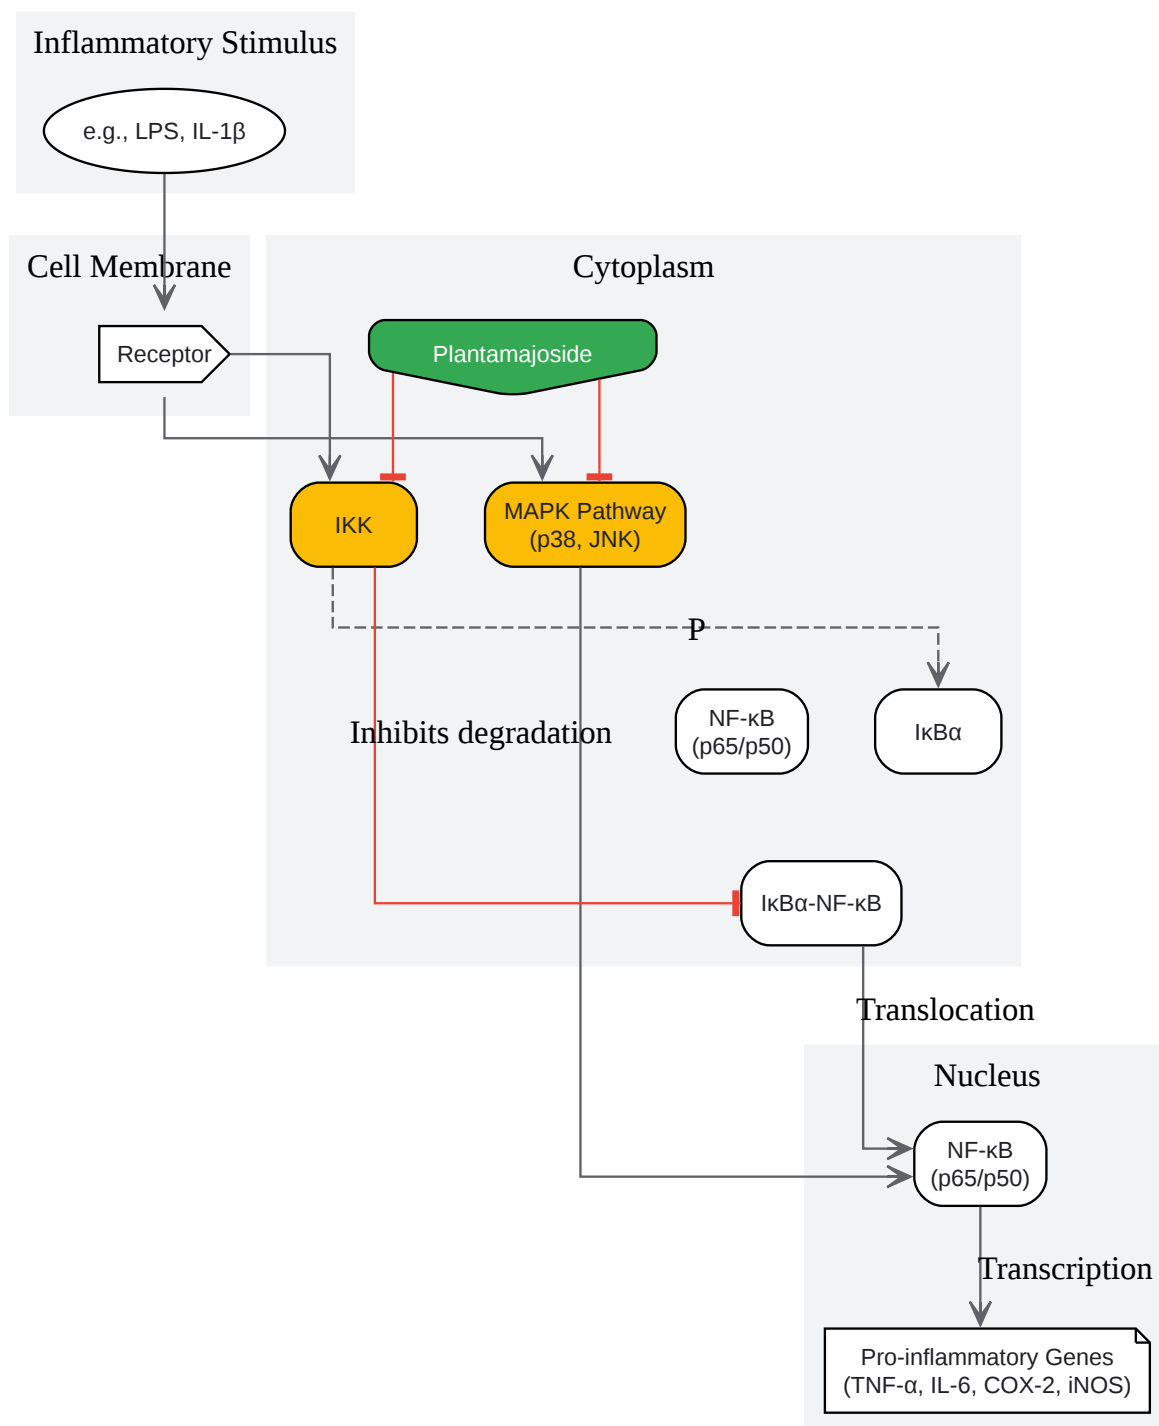 Inflammatory Stimulus
e.g., LPS, IL-1β
Cell Membrane
Receptor
Cytoplasm
Plantamajoside
IKK
MAPK Pathway
(p38, JNK)
P
Inhibits degradation
NF-κB
(p65/p50)
IκBα
IκBα-NF-κB
Translocation
Nucleus
NF-κB
(p65/p50)
Transcription
Pro-inflammatory Genes
(TNF-α, IL-6, COX-2, iNOS)